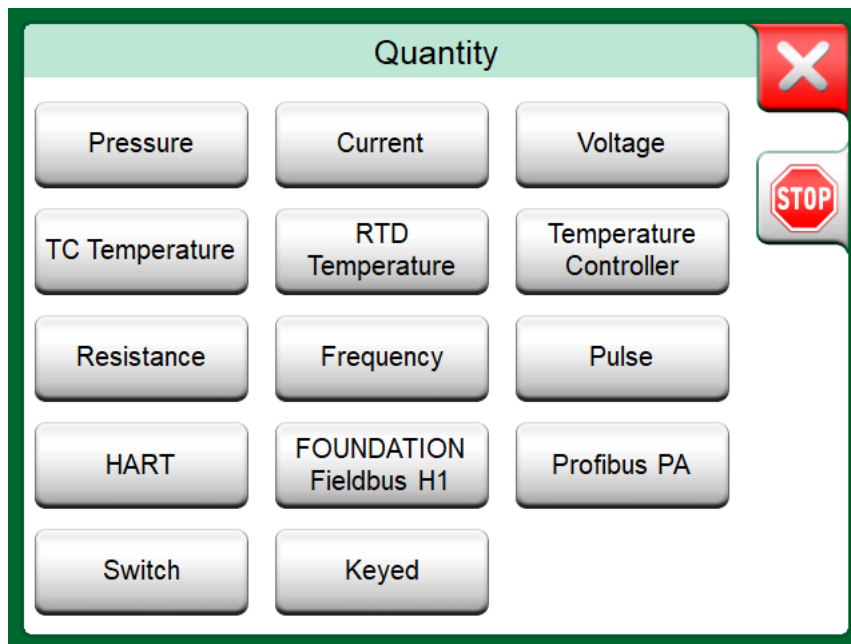 Quantity
Pressure
Current
Voltage
STOP
TC Temperature
RTD
Temperature
Temperature
Controller
Resistance
Frequency
Pulse
HART
FOUNDATION
Fieldbus H1
Profibus PA
Switch
Keyed